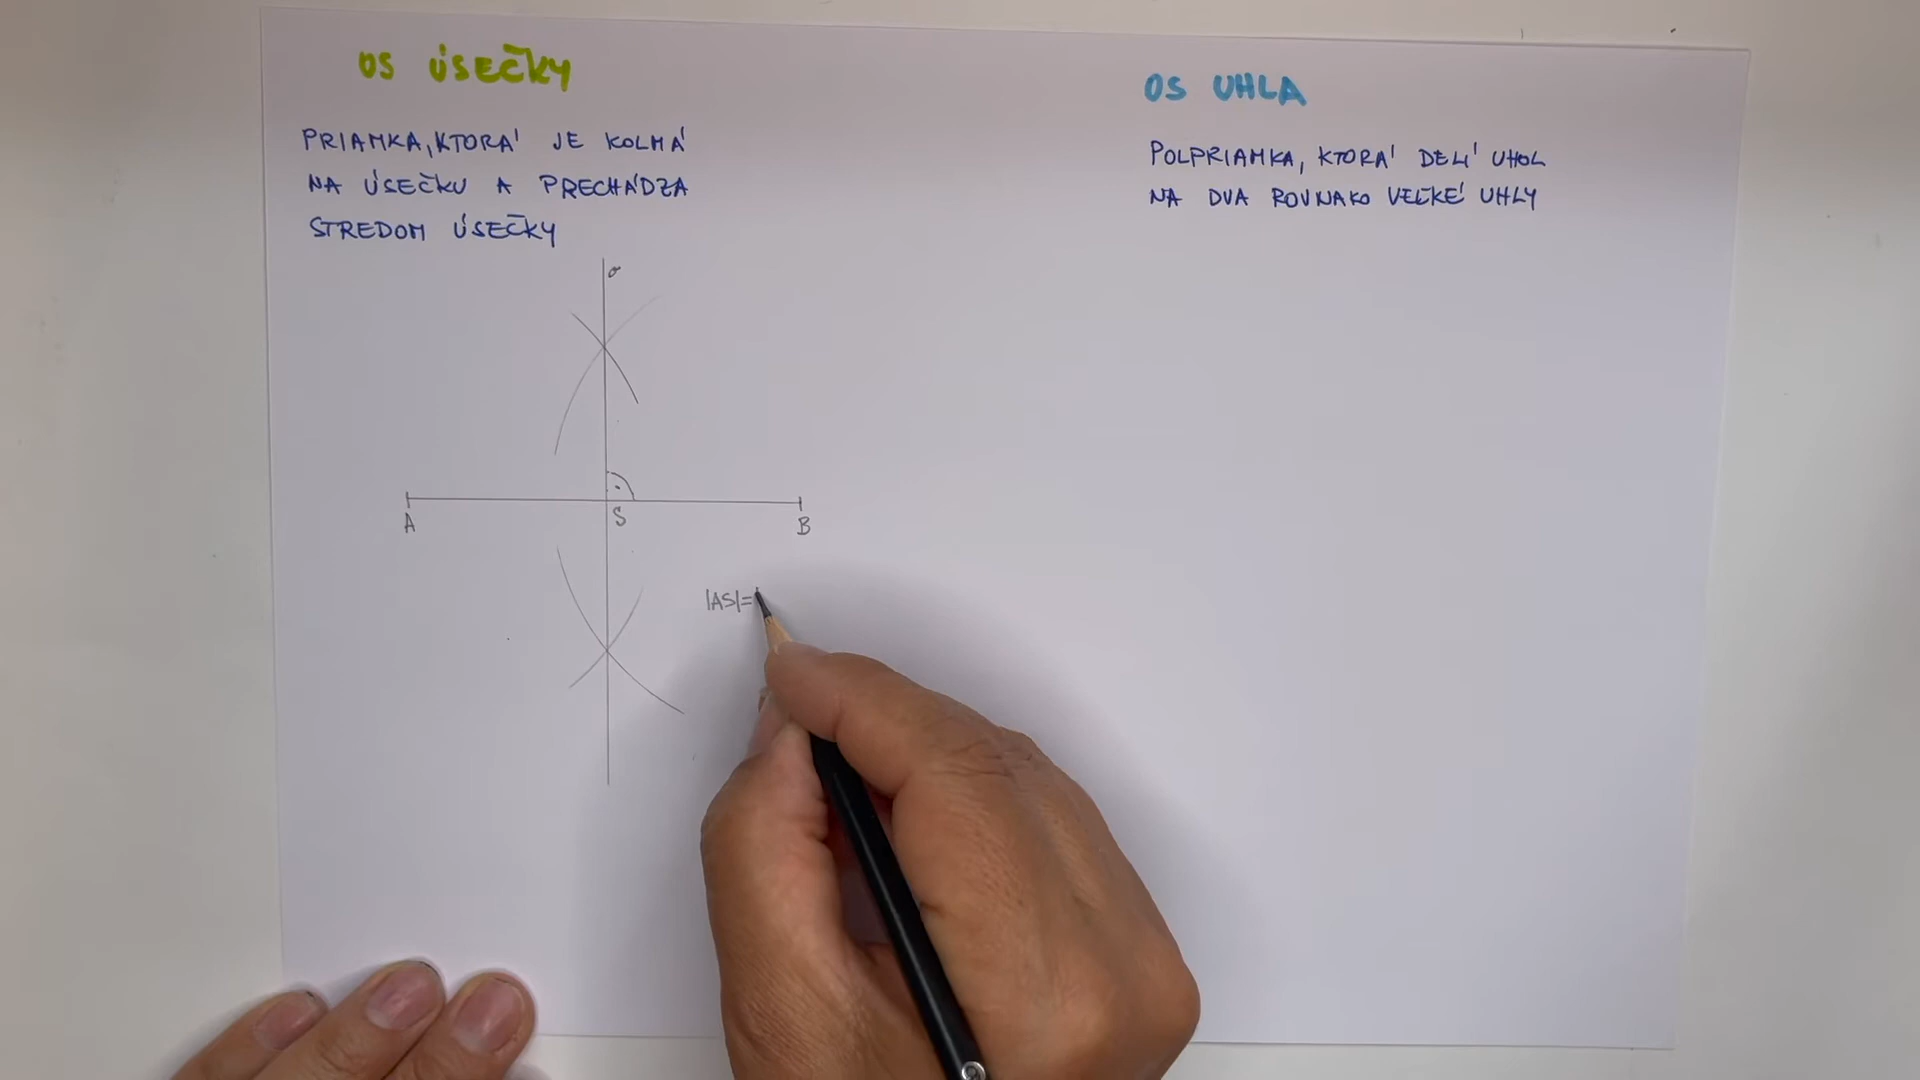 OS ÚSEČKY
PRIAMKA, KTORÁ JE KOLMÁ
NA ÚSEČKU A PRECHÁDZA
STREDOM ÚSEČKY
o
S
A
B
|AS|=
OS UHLA
POLPRIAMKA, KTORÁ DELÍ UHOL
NA DVA ROVNAKO VEĽKÉ UHLY